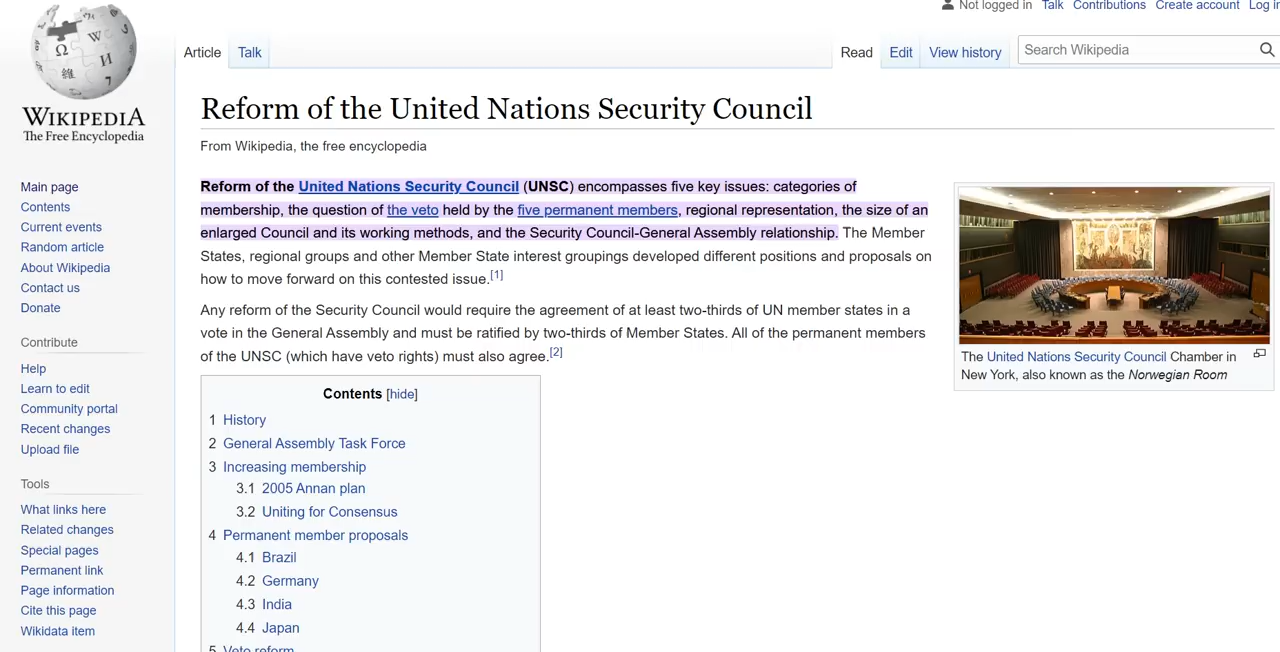 Not logged in Talk Contributions Create account Log in
Article Talk Read Edit View history Search Wikipedia
WIKIPEDIA
The Free Encyclopedia
Main page
Contents
Current events
Random article
About Wikipedia
Contact us
Donate
Contribute
Help
Learn to edit
Community portal
Recent changes
Upload file
Tools
What links here
Related changes
Special pages
Permanent link
Page information
Cite this page
Wikidata item
Reform of the United Nations Security Council
From Wikipedia, the free encyclopedia
Reform of the United Nations Security Council (UNSC) encompasses five key issues: categories of
membership, the question of the veto held by the five permanent members, regional representation, the size of an
enlarged Council and its working methods, and the Security Council-General Assembly relationship. The Member
States, regional groups and other Member State interest groupings developed different positions and proposals on
how to move forward on this contested issue.[1]
Any reform of the Security Council would require the agreement of at least two-thirds of UN member states in a
vote in the General Assembly and must be ratified by two-thirds of Member States. All of the permanent members
of the UNSC (which have veto rights) must also agree.[2]
The United Nations Security Council Chamber in
New York, also known as the Norwegian Room
Contents [hide]
1 History
2 General Assembly Task Force
3 Increasing membership
3.1 2005 Annan plan
3.2 Uniting for Consensus
4 Permanent member proposals
4.1 Brazil
4.2 Germany
4.3 India
4.4 Japan
5 Veto reform